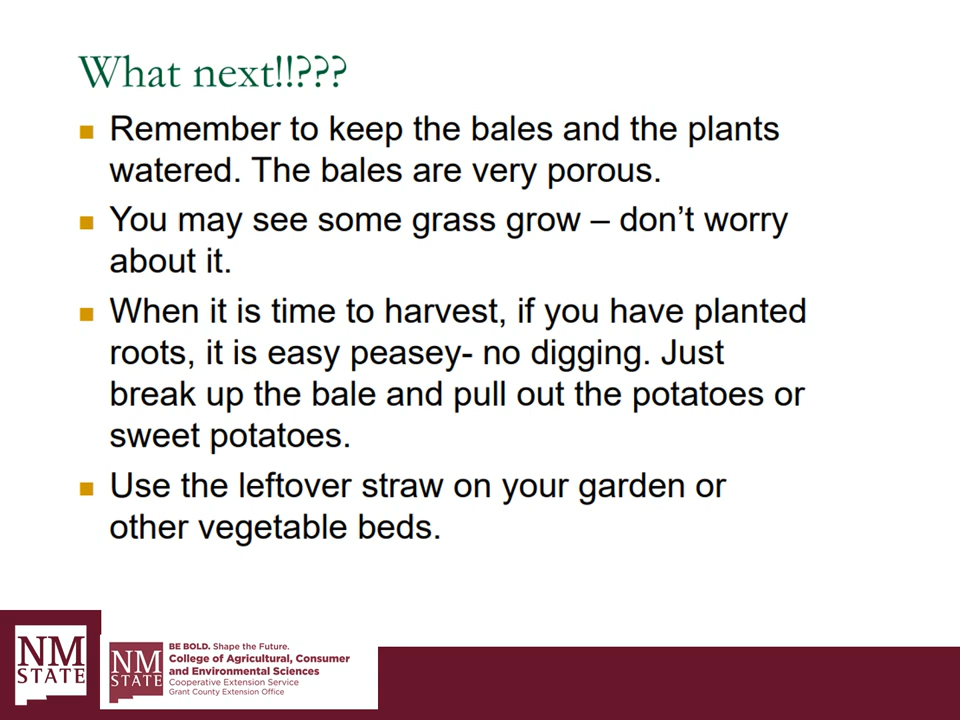 What next!!???
■ Remember to keep the bales and the plants
watered. The bales are very porous.
■ You may see some grass grow – don’t worry
about it.
■ When it is time to harvest, if you have planted
roots, it is easy peasey- no digging. Just
break up the bale and pull out the potatoes or
sweet potatoes.
■ Use the leftover straw on your garden or
other vegetable beds.
NM
STATE
NM
STATE
BE BOLD. Shape the Future.
College of Agricultural, Consumer
and Environmental Sciences
Cooperative Extension Service
Grant County Extension Office